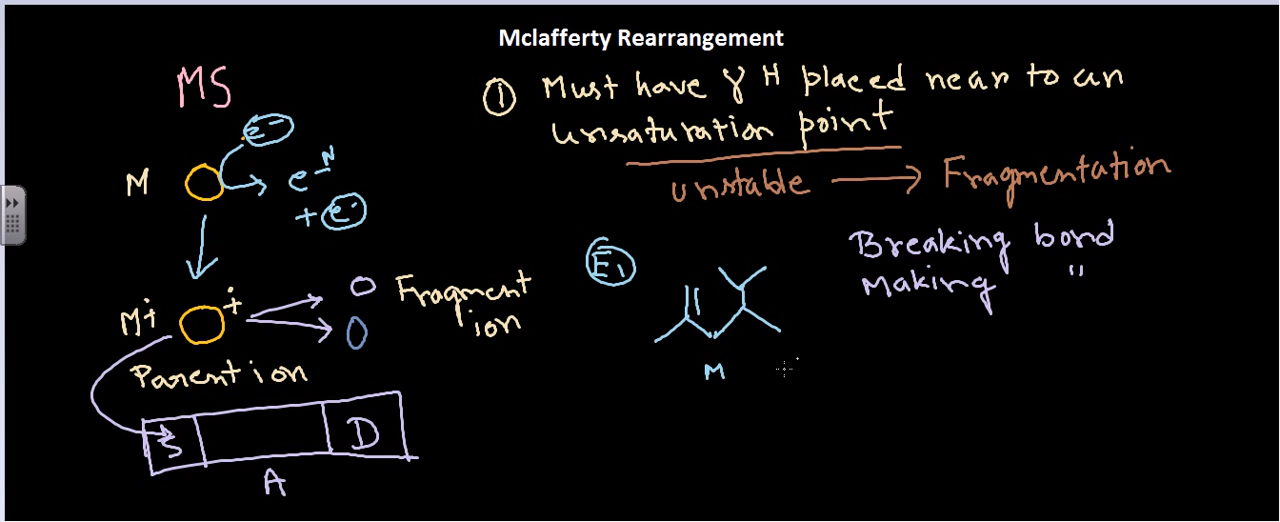 Mclafferty Rearrangement
MS
e-
M
e-N
+ e-
M+
+
Parent ion
Fragment
ion
S
D
A
① Must have γ H placed near to an
unsaturation point
unstable → Fragmentation
Breaking bond
Making "
E1
M